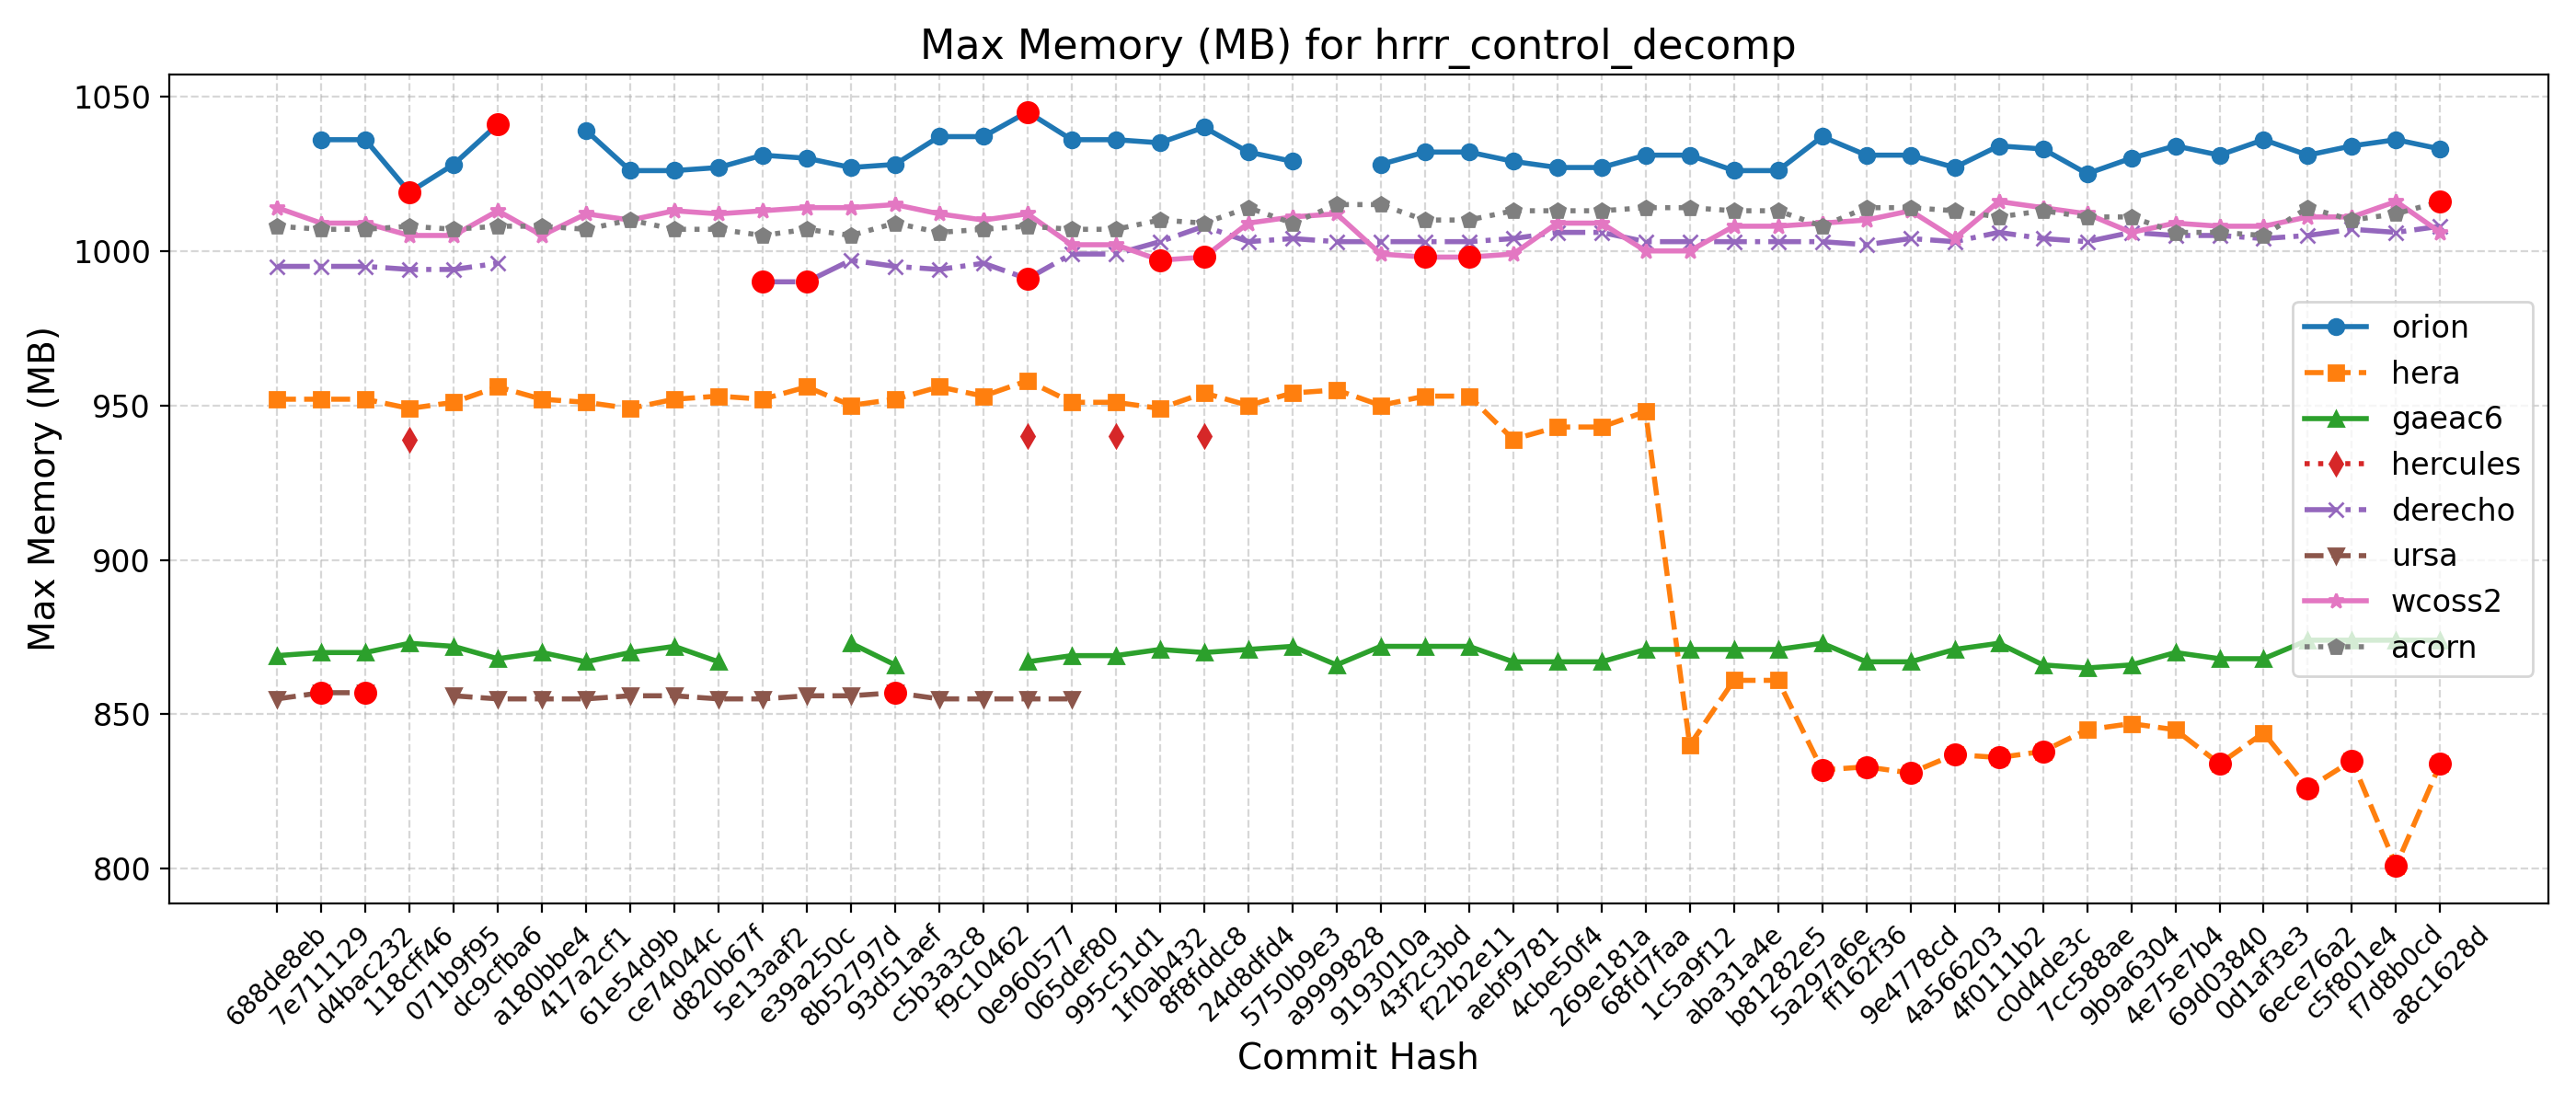 Max Memory (MB) for hrrr_control_decomp
Max Memory (MB)
1050
1000
950
900
850
800
orion
hera
gaeac6
hercules
derecho
ursa
wcoss2
acorn
688de8eb
7e711129
d4bac232
118cff46
071b9f95
dc9cfba6
a180bbe4
417a2cf1
61e54d9b
ce74044c
d820b67f
5e13aaf2
e39a250c
8b52797d
93d51aef
c5b3a3c8
f9c10462
0e960577
065def80
995c51d1
1f0ab432
8f8fddc8
24d8dfd4
5750b9e3
a9999828
9193010a
43f2c3bd
f22b2e11
aebf9781
4cbe50f4
269e181a
68fd7faa
1c5a9f12
aba31a4e
b81282e5
5a297a6e
ff162f36
9e4778cd
4a566203
4f0111b2
c0d4de3c
7cc588ae
9b9a6304
4e75e7b4
69d03840
0d1af3e3
6ece76a2
c5f801e4
f7d8b0cd
a8c1628d
Commit Hash